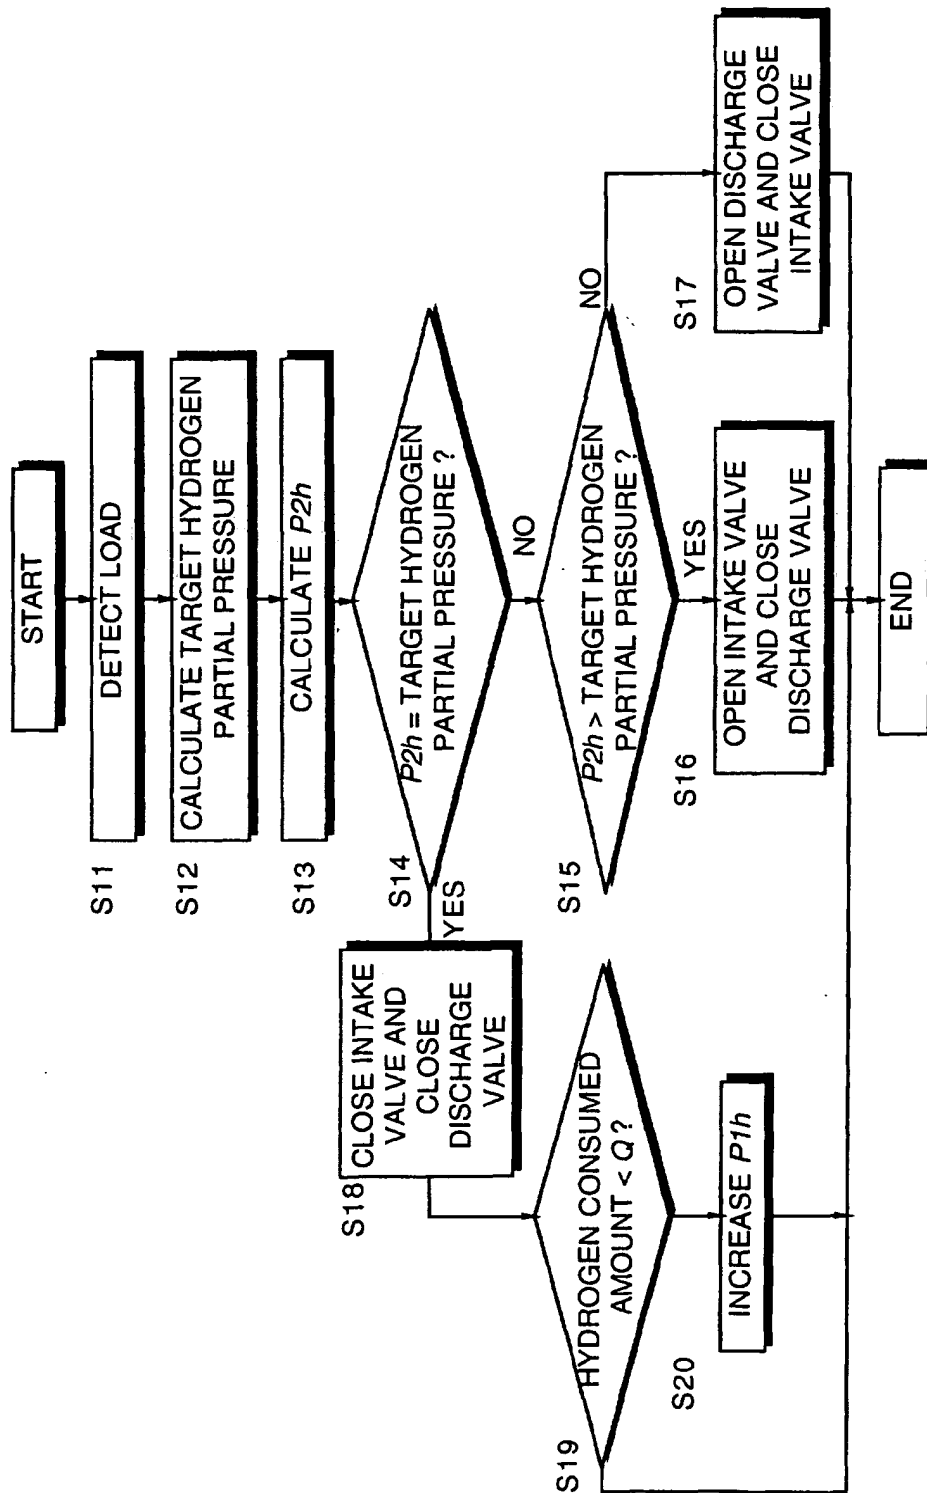 START
S11
DETECT LOAD
S12
CALCULATE TARGET HYDROGEN
PARTIAL PRESSURE
S13
CALCULATE P2h
S14
P2h = TARGET HYDROGEN
PARTIAL PRESSURE ?
YES
NO
S18
CLOSE INTAKE
VALVE AND
CLOSE
DISCHARGE
VALVE
S15
P2h > TARGET HYDROGEN
PARTIAL PRESSURE ?
NO
YES
S19
HYDROGEN CONSUMED
AMOUNT < Q ?
S20
INCREASE P1h
S16
OPEN INTAKE VALVE
AND CLOSE
DISCHARGE VALVE
S17
OPEN DISCHARGE
VALVE AND CLOSE
INTAKE VALVE
END